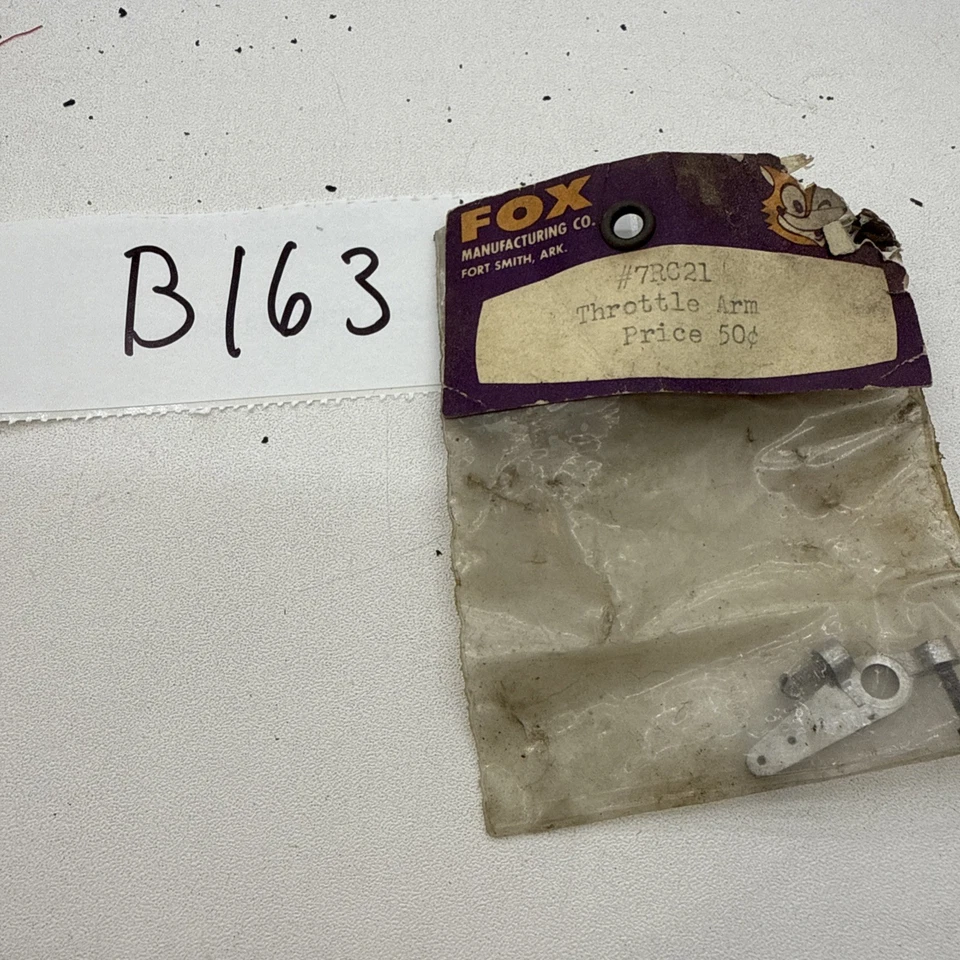 B163
FOX
MANUFACTURING CO.
FORT SMITH, ARK.
#7RC21
Throttle Arm
Price 50¢